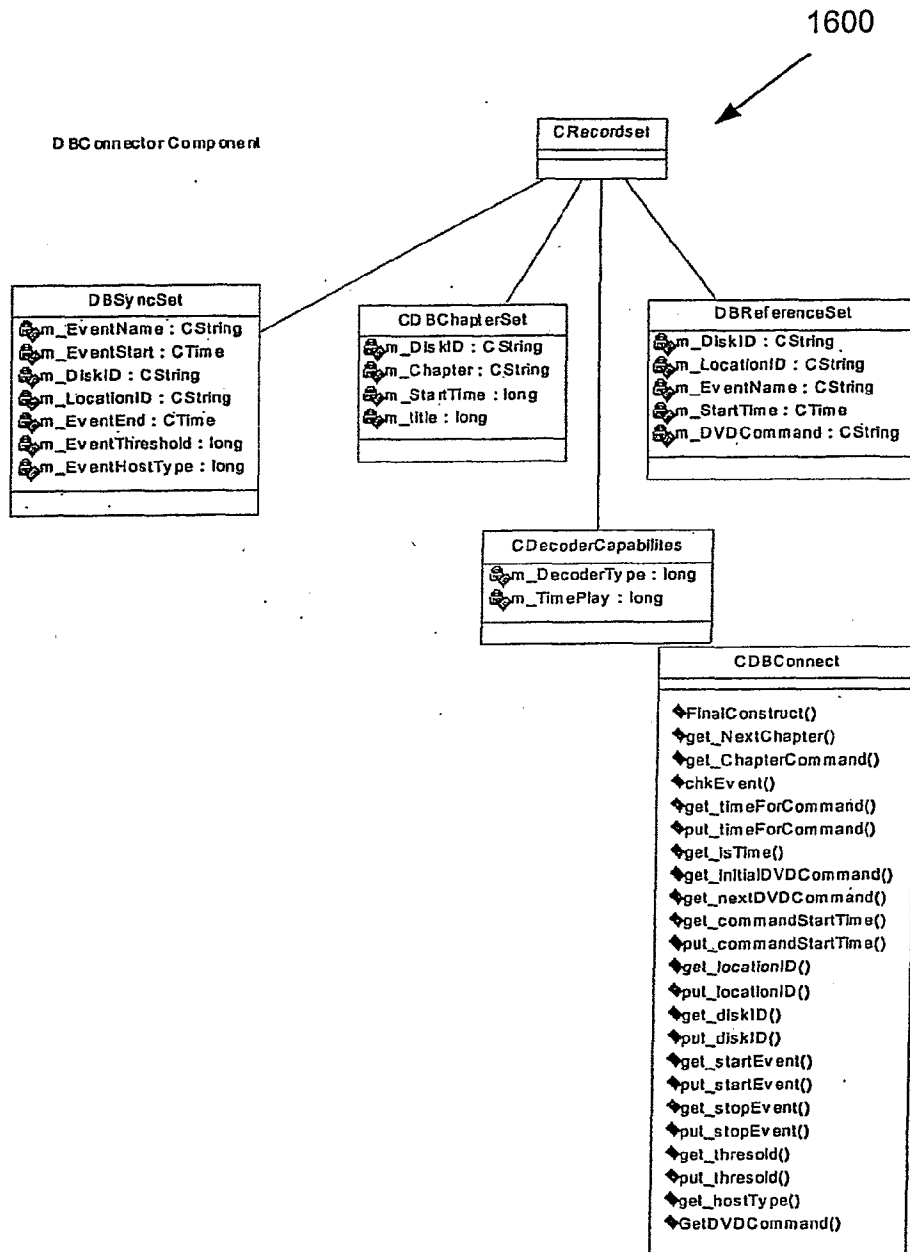 1600
DBConnectorComponent
CRecordset
DBSyncSet
m_EventName : CString
m_EventStart : CTime
m_DiskID : CString
m_LocationID : CString
m_EventEnd : CTime
m_EventThreshold : long
m_EventHostType : long
CDBChapterSet
m_DiskID : CString
m_Chapter : CString
m_StartTime : long
m_title : long
DBReferenceSet
m_DiskID : CString
m_LocationID : CString
m_EventName : CString
m_StartTime : CTime
m_DVDCommand : CString
CDecoderCapabilites
m_DecoderType : long
m_TimePlay : long
CDBConnect
FinalConstruct()
get_NextChapter()
get_ChapterCommand()
chkEvent()
get_timeForCommand()
put_timeForCommand()
get_isTime()
get_initialDVDCommand()
get_nextDVDCommand()
get_commandStartTime()
put_commandStartTime()
get_locationID()
put_locationID()
get_diskID()
put_diskID()
get_startEvent()
put_startEvent()
get_stopEvent()
put_stopEvent()
get_thresold()
put_thresold()
get_hostType()
GetDVDCommand()